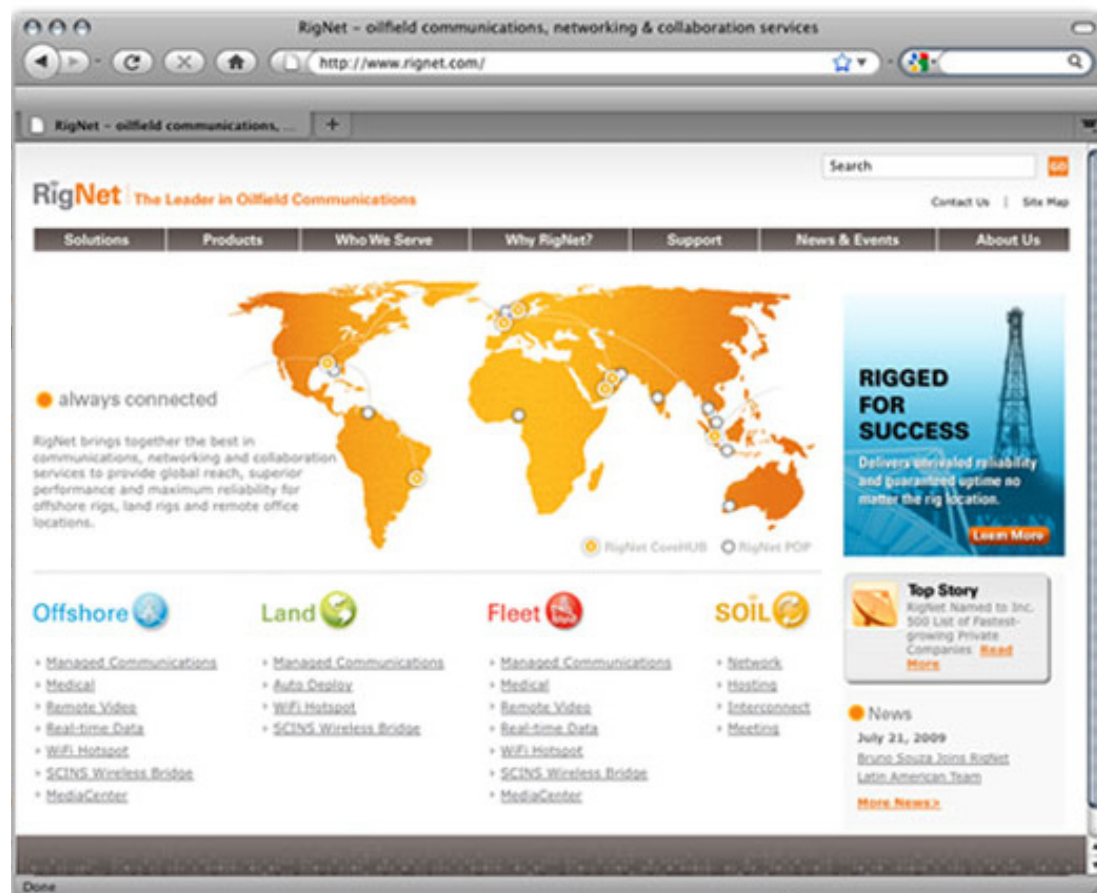 RigNet – oilfield communications, networking & collaboration services
http://www.rignet.com/
RigNet – oilfield communications, ...
+
Search
GO
RigNet The Leader in Oilfield Communications
Contact Us | Site Map
Solutions Products Who We Serve Why RigNet? Support News & Events About Us
always connected
RigNet brings together the best in
communications, networking and collaboration
services to provide global reach, superior
performance and maximum reliability for
offshore rigs, land rigs and remote office
locations.
RigNet CoreHUB RigNet POP
RIGGED
FOR
SUCCESS
Delivers unrivaled reliability
and guaranteed uptime no
matter the rig location.
Learn More
Offshore
Managed Communications
Medical
Remote Video
Real-time Data
WiFi Hotspot
SCINS Wireless Bridge
MediaCenter
Land
Managed Communications
Auto Deploy
WiFi Hotspot
SCINS Wireless Bridge
Fleet
Managed Communications
Medical
Remote Video
Real-time Data
WiFi Hotspot
SCINS Wireless Bridge
MediaCenter
SOIL
Network
Hosting
Interconnect
Meeting
Top Story
RigNet Named to Inc.
500 List of Fastest-
growing Private
Companies Read
More
News
July 21, 2009
Bruno Souza Joins RigNet
Latin American Team
More News>
Done